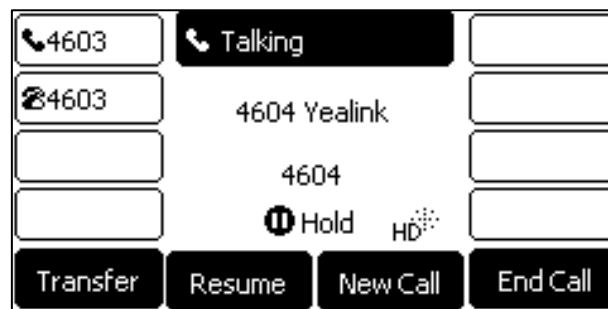 4603
Talking
4603
4604 Yealink
4604
Hold
HD
Transfer
Resume
New Call
End Call